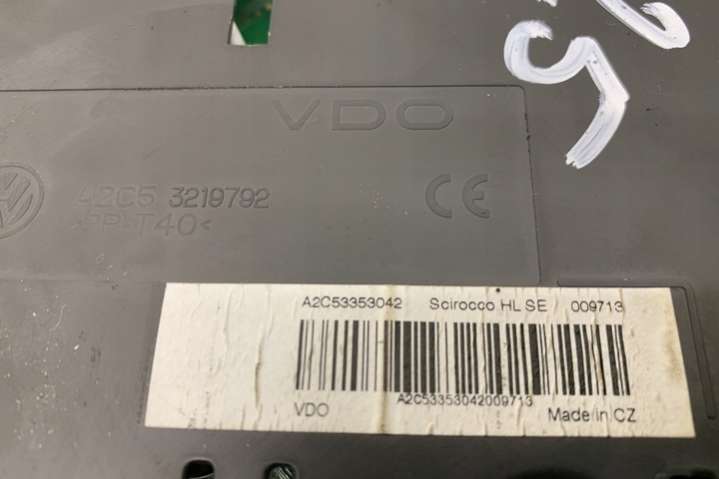 VDO
A2C5 3219792
>PP-T40<
CE
A2C53353042 Scirocco HL SE 009713
A2C53353042009713
VDO Made in CZ